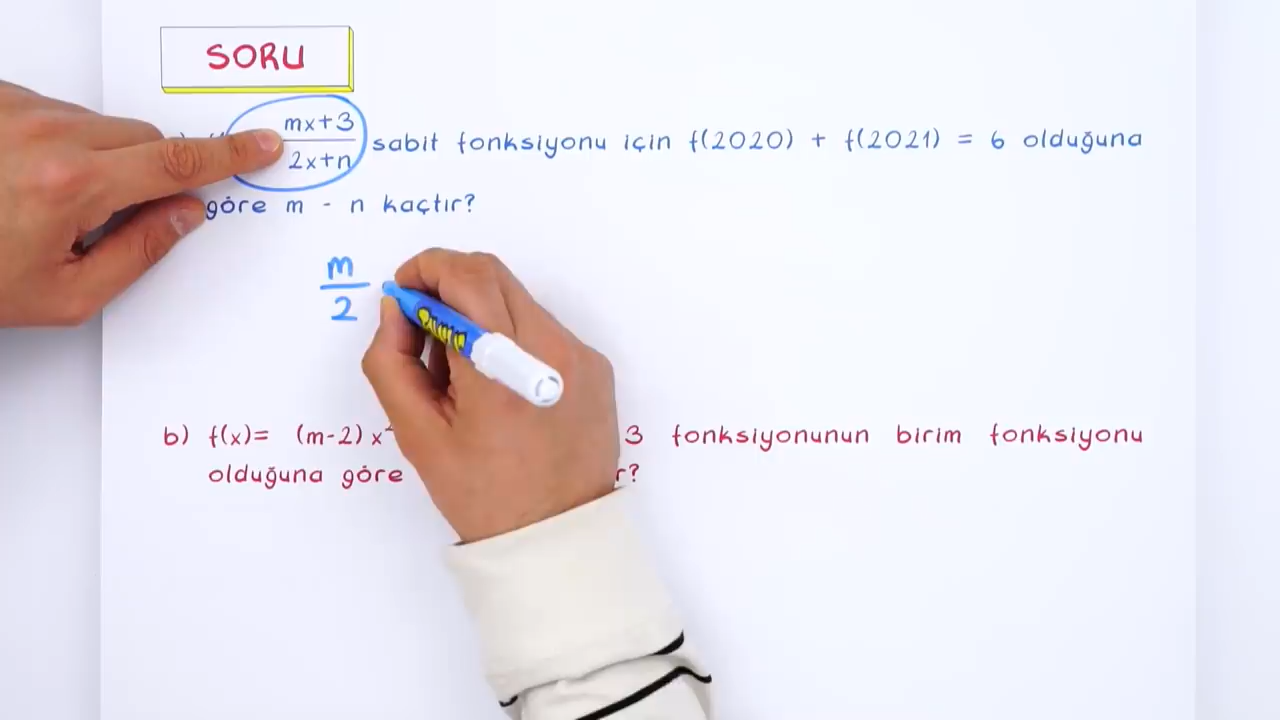 SORU
mx+3
2x+n
sabit fonksiyonu için f(2020) + f(2021) = 6 olduğuna
göre m - n kaçtır?
m
2
b) f(x)= (m-2)x 3 fonksiyonunun birim fonksiyonu
olduğuna göre r?